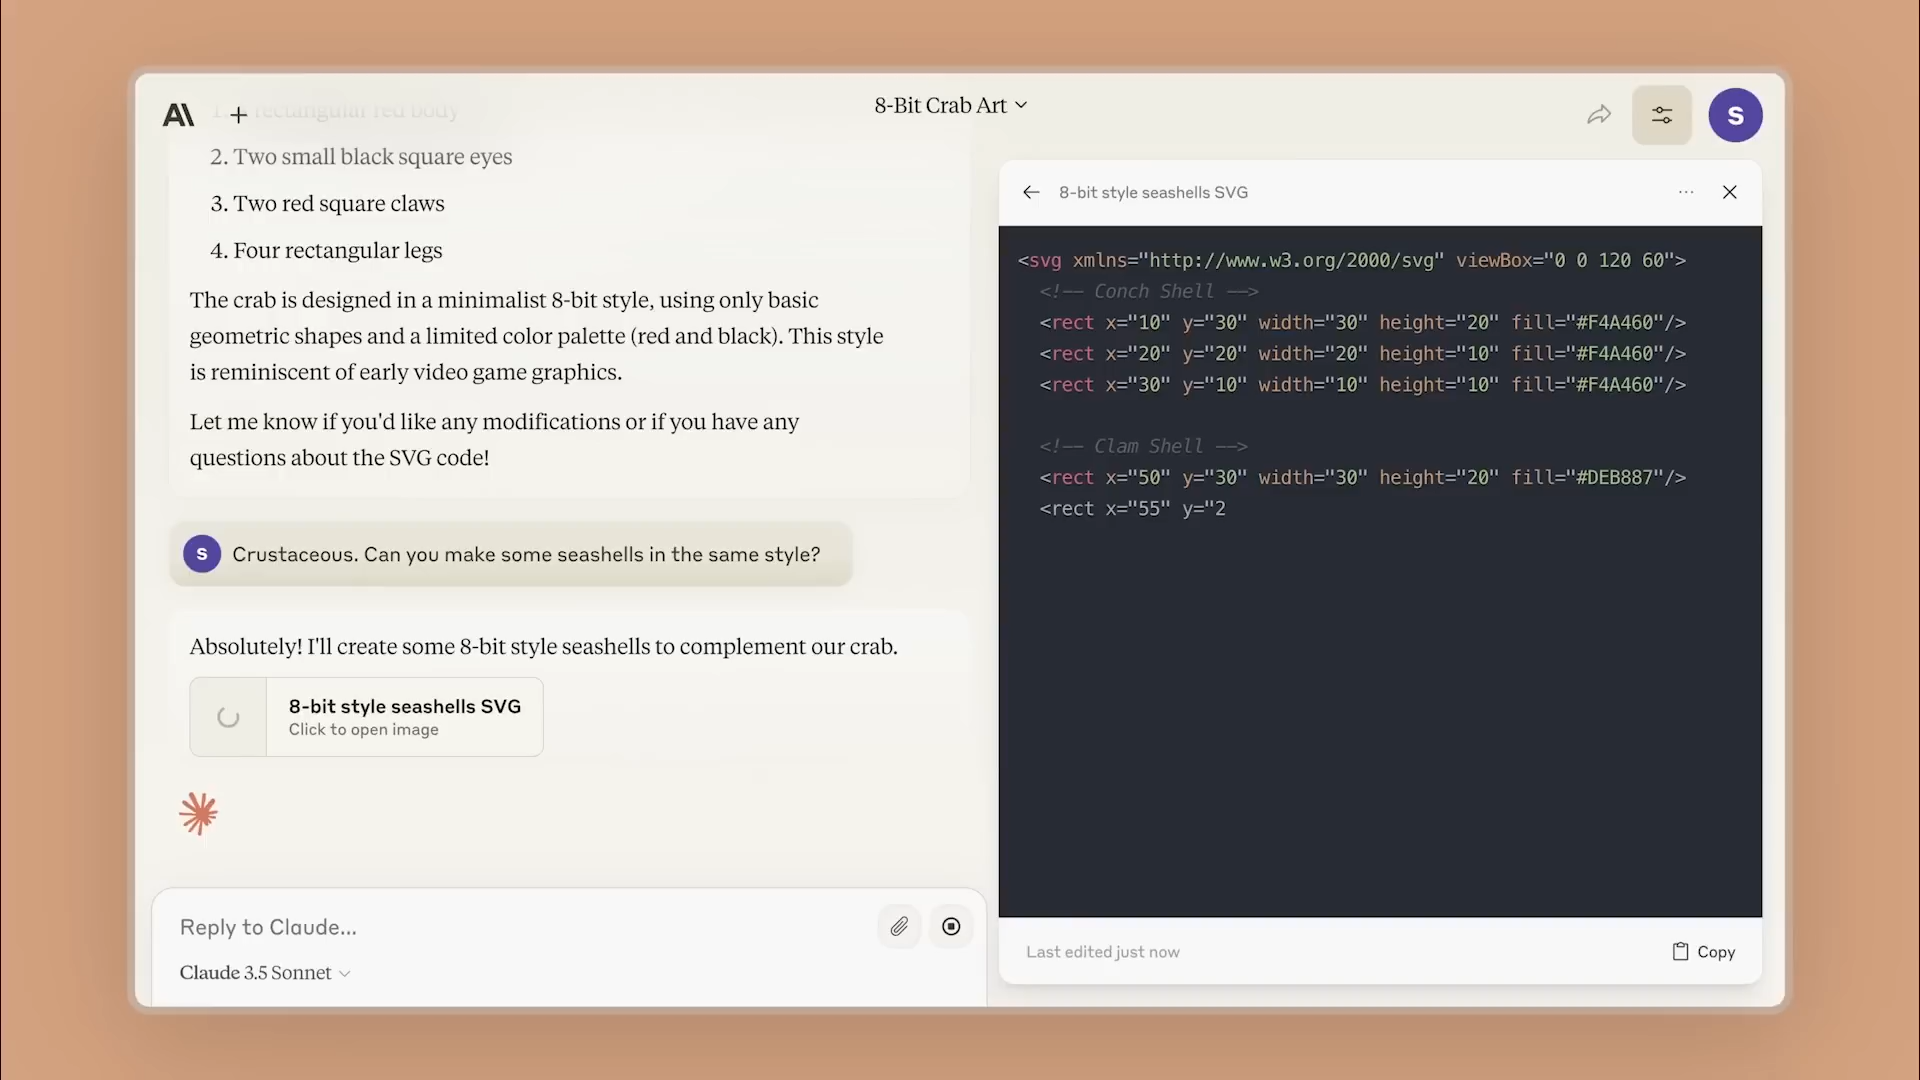 8-Bit Crab Art
S
1. A rectangular red body
2. Two small black square eyes
3. Two red square claws
4. Four rectangular legs
The crab is designed in a minimalist 8-bit style, using only basic
geometric shapes and a limited color palette (red and black). This style
is reminiscent of early video game graphics.
Let me know if you'd like any modifications or if you have any
questions about the SVG code!
S
Crustaceous. Can you make some seashells in the same style?
Absolutely! I'll create some 8-bit style seashells to complement our crab.
8-bit style seashells SVG
Click to open image
Reply to Claude...
Claude 3.5 Sonnet
8-bit style seashells SVG
<svg xmlns="http://www.w3.org/2000/svg" viewBox="0 0 120 60">
<!-- Conch Shell -->
<rect x="10" y="30" width="30" height="20" fill="#F4A460"/>
<rect x="20" y="20" width="20" height="10" fill="#F4A460"/>
<rect x="30" y="10" width="10" height="10" fill="#F4A460"/>
<!-- Clam Shell -->
<rect x="50" y="30" width="30" height="20" fill="#DEB887"/>
<rect x="55" y="2
Last edited just now
Copy